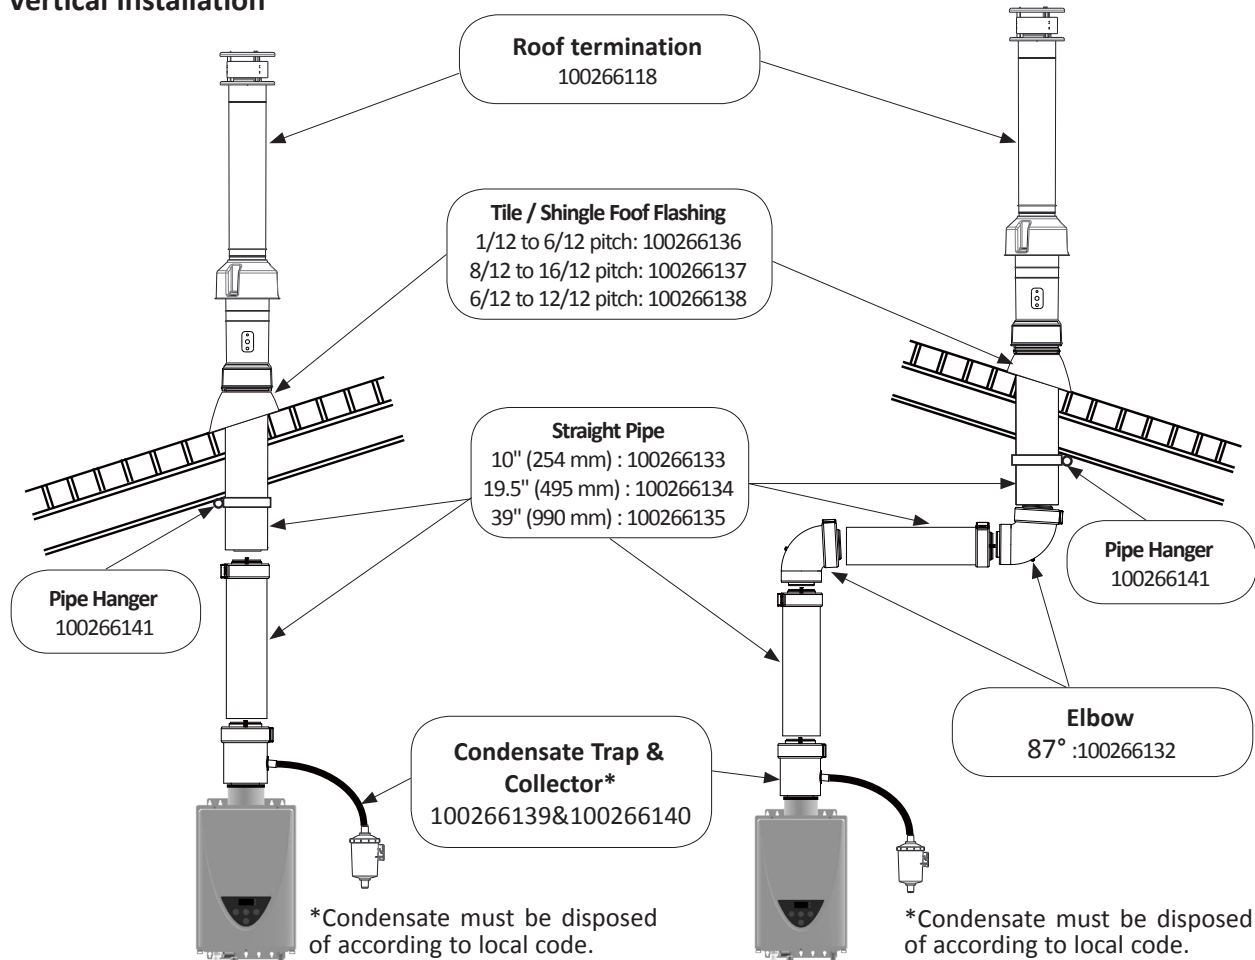 Vertical Installation
Roof termination
100266118
Tile / Shingle Foof Flashing
1/12 to 6/12 pitch: 100266136
8/12 to 16/12 pitch: 100266137
6/12 to 12/12 pitch: 100266138
Straight Pipe
10" (254 mm) : 100266133
19.5" (495 mm) : 100266134
39" (990 mm) : 100266135
Pipe Hanger
100266141
Pipe Hanger
100266141
Elbow
87° :100266132
Condensate Trap &
Collector*
100266139&100266140
*Condensate must be disposed
of according to local code.
*Condensate must be disposed
of according to local code.